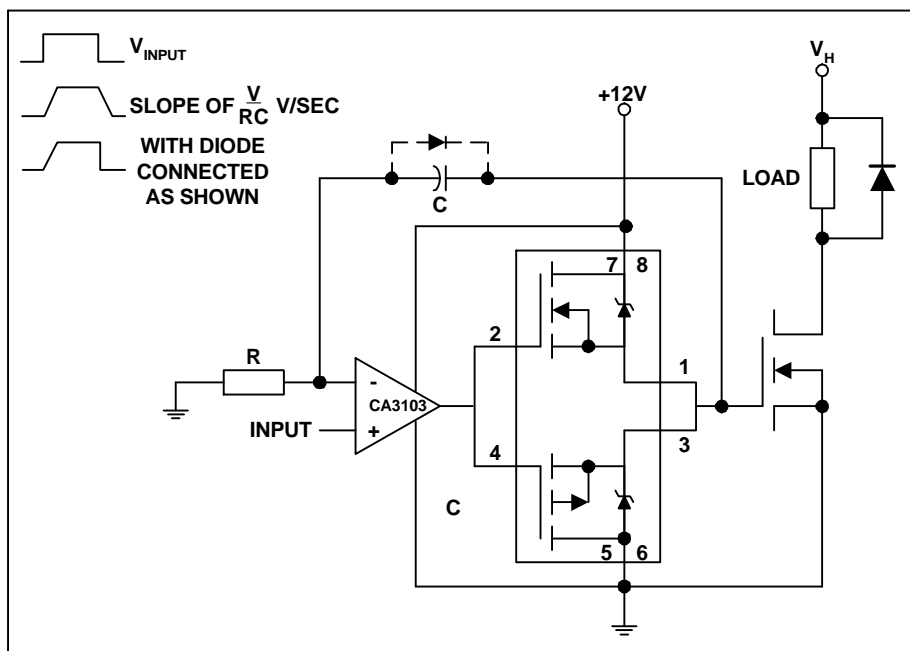 V_INPUT
SLOPE OF V/RC V/SEC
WITH DIODE
CONNECTED
AS SHOWN
C
+12V
V_H
LOAD
7 8
2
1
R
-
CA3103
INPUT
+
4
3
C
5 6